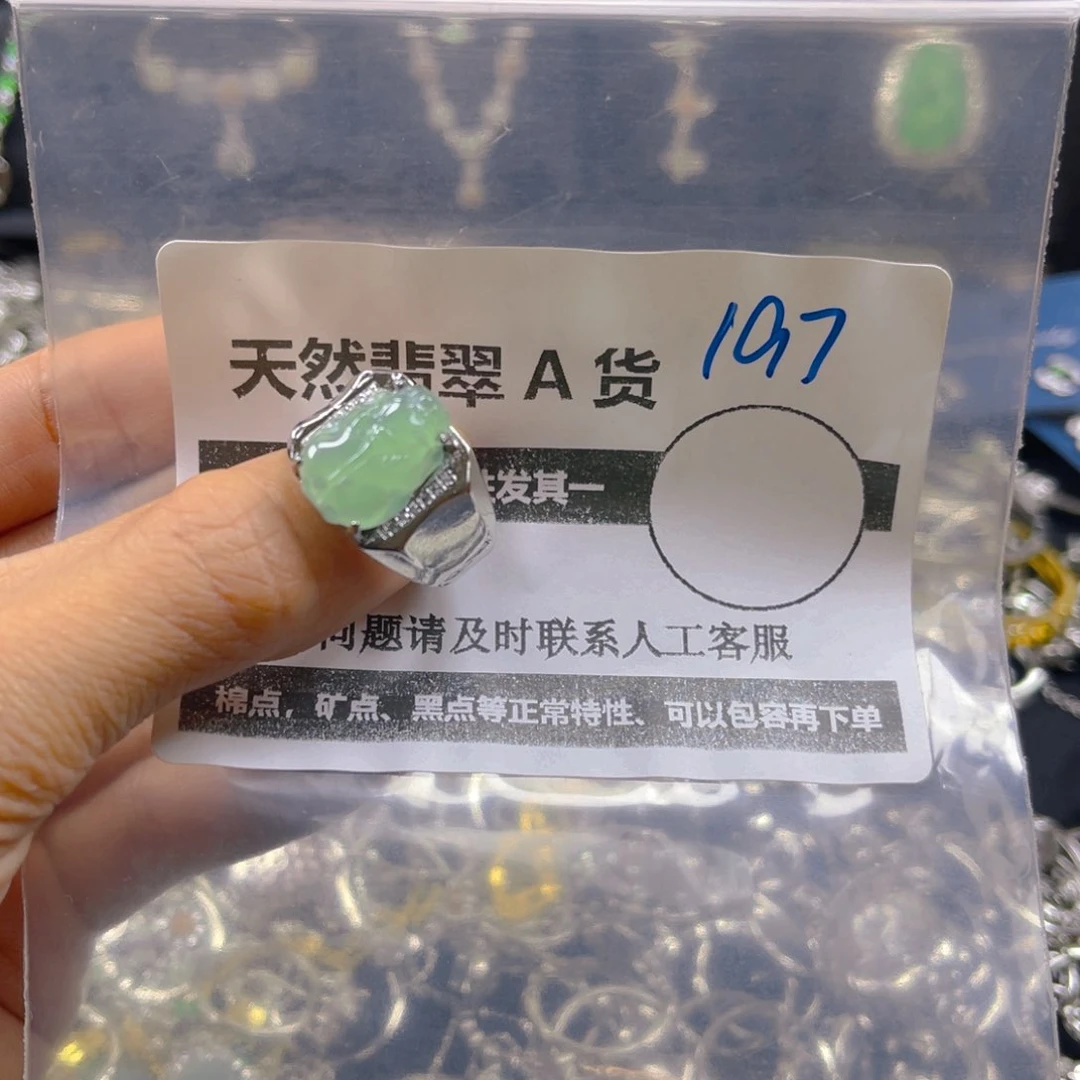 天然翡翠 A 货
197
发其一
问题请及时联系人工客服
棉点，矿点、黑点等正常特性、可以包容再下单